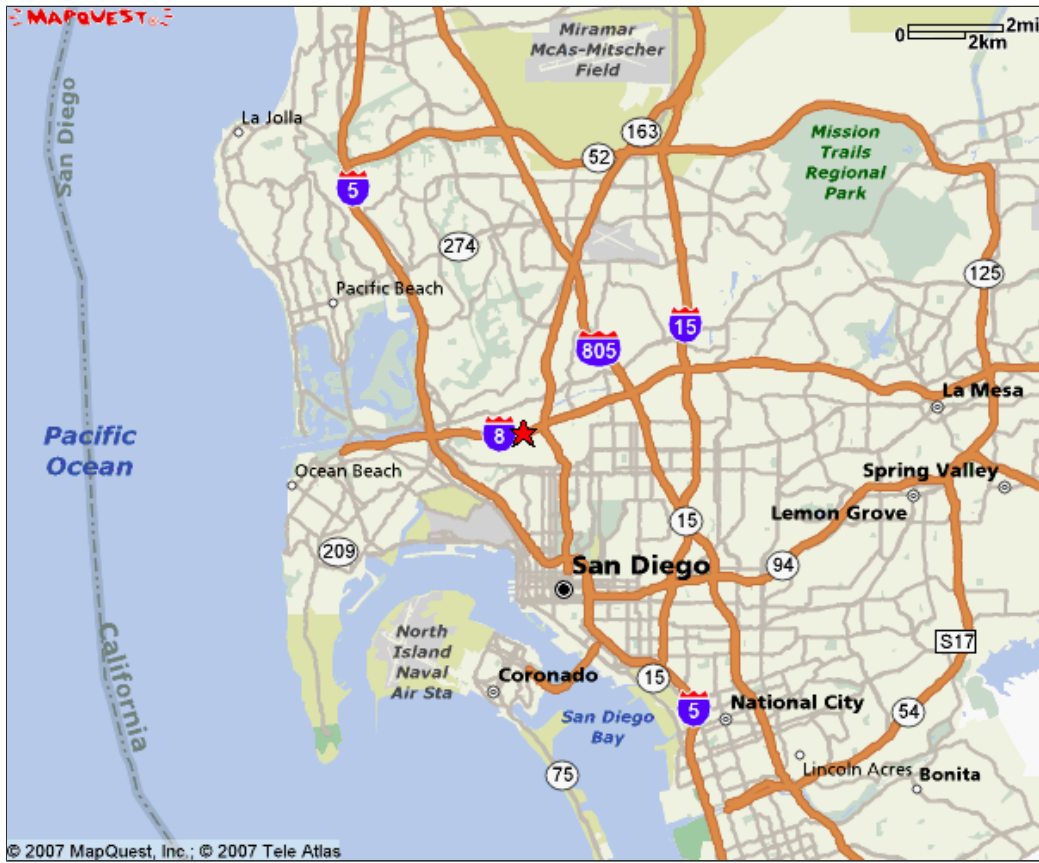 MAPQUEST
Miramar
McAs-Mitscher
Field
0
2mi
2km
San Diego
La Jolla
163
52
Mission
Trails
Regional
Park
5
274
125
Pacific Beach
15
805
La Mesa
8
Pacific
Ocean
Ocean Beach
Spring Valley
Lemon Grove
15
209
San Diego
94
North
Island
Naval
Air Sta
S17
Coronado
15
California
5
National City
54
San Diego
Bay
75
Lincoln Acres
Bonita
© 2007 MapQuest, Inc.; © 2007 Tele Atlas